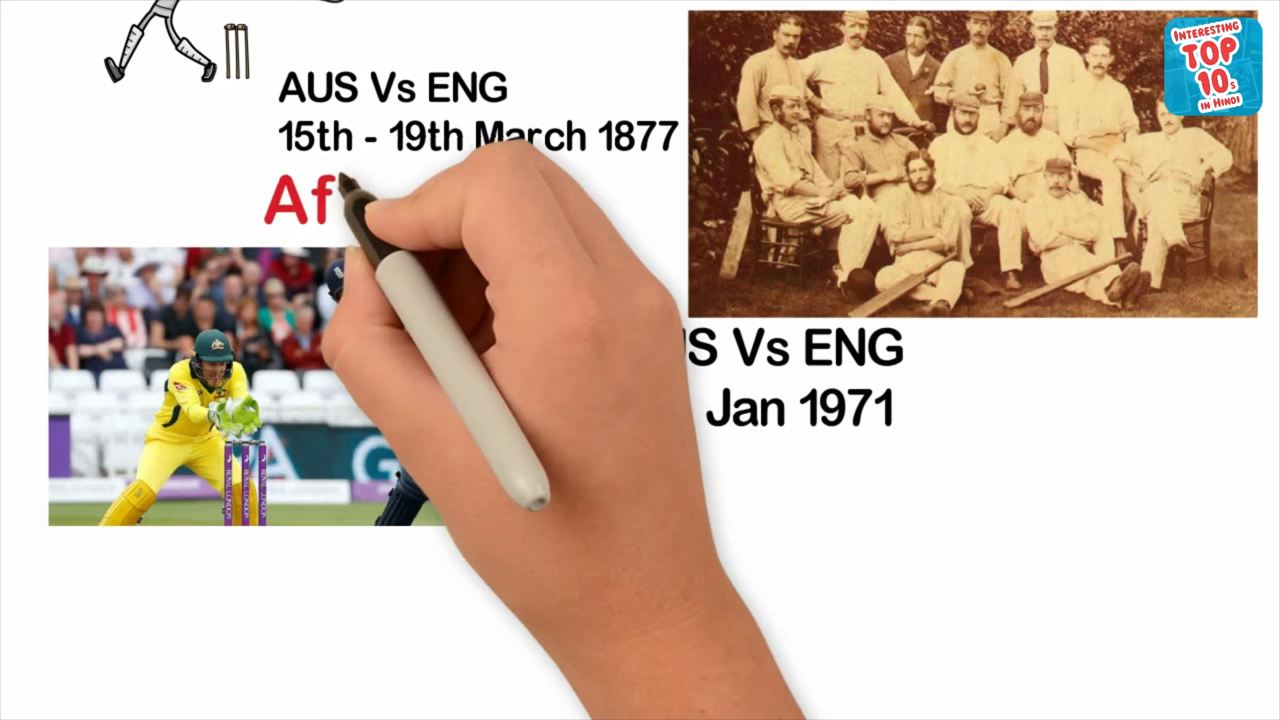 AUS Vs ENG
15th - 19th March 1877
Af
Vs ENG
Jan 1971
INTERESTING
TOP
10s
IN HINDI